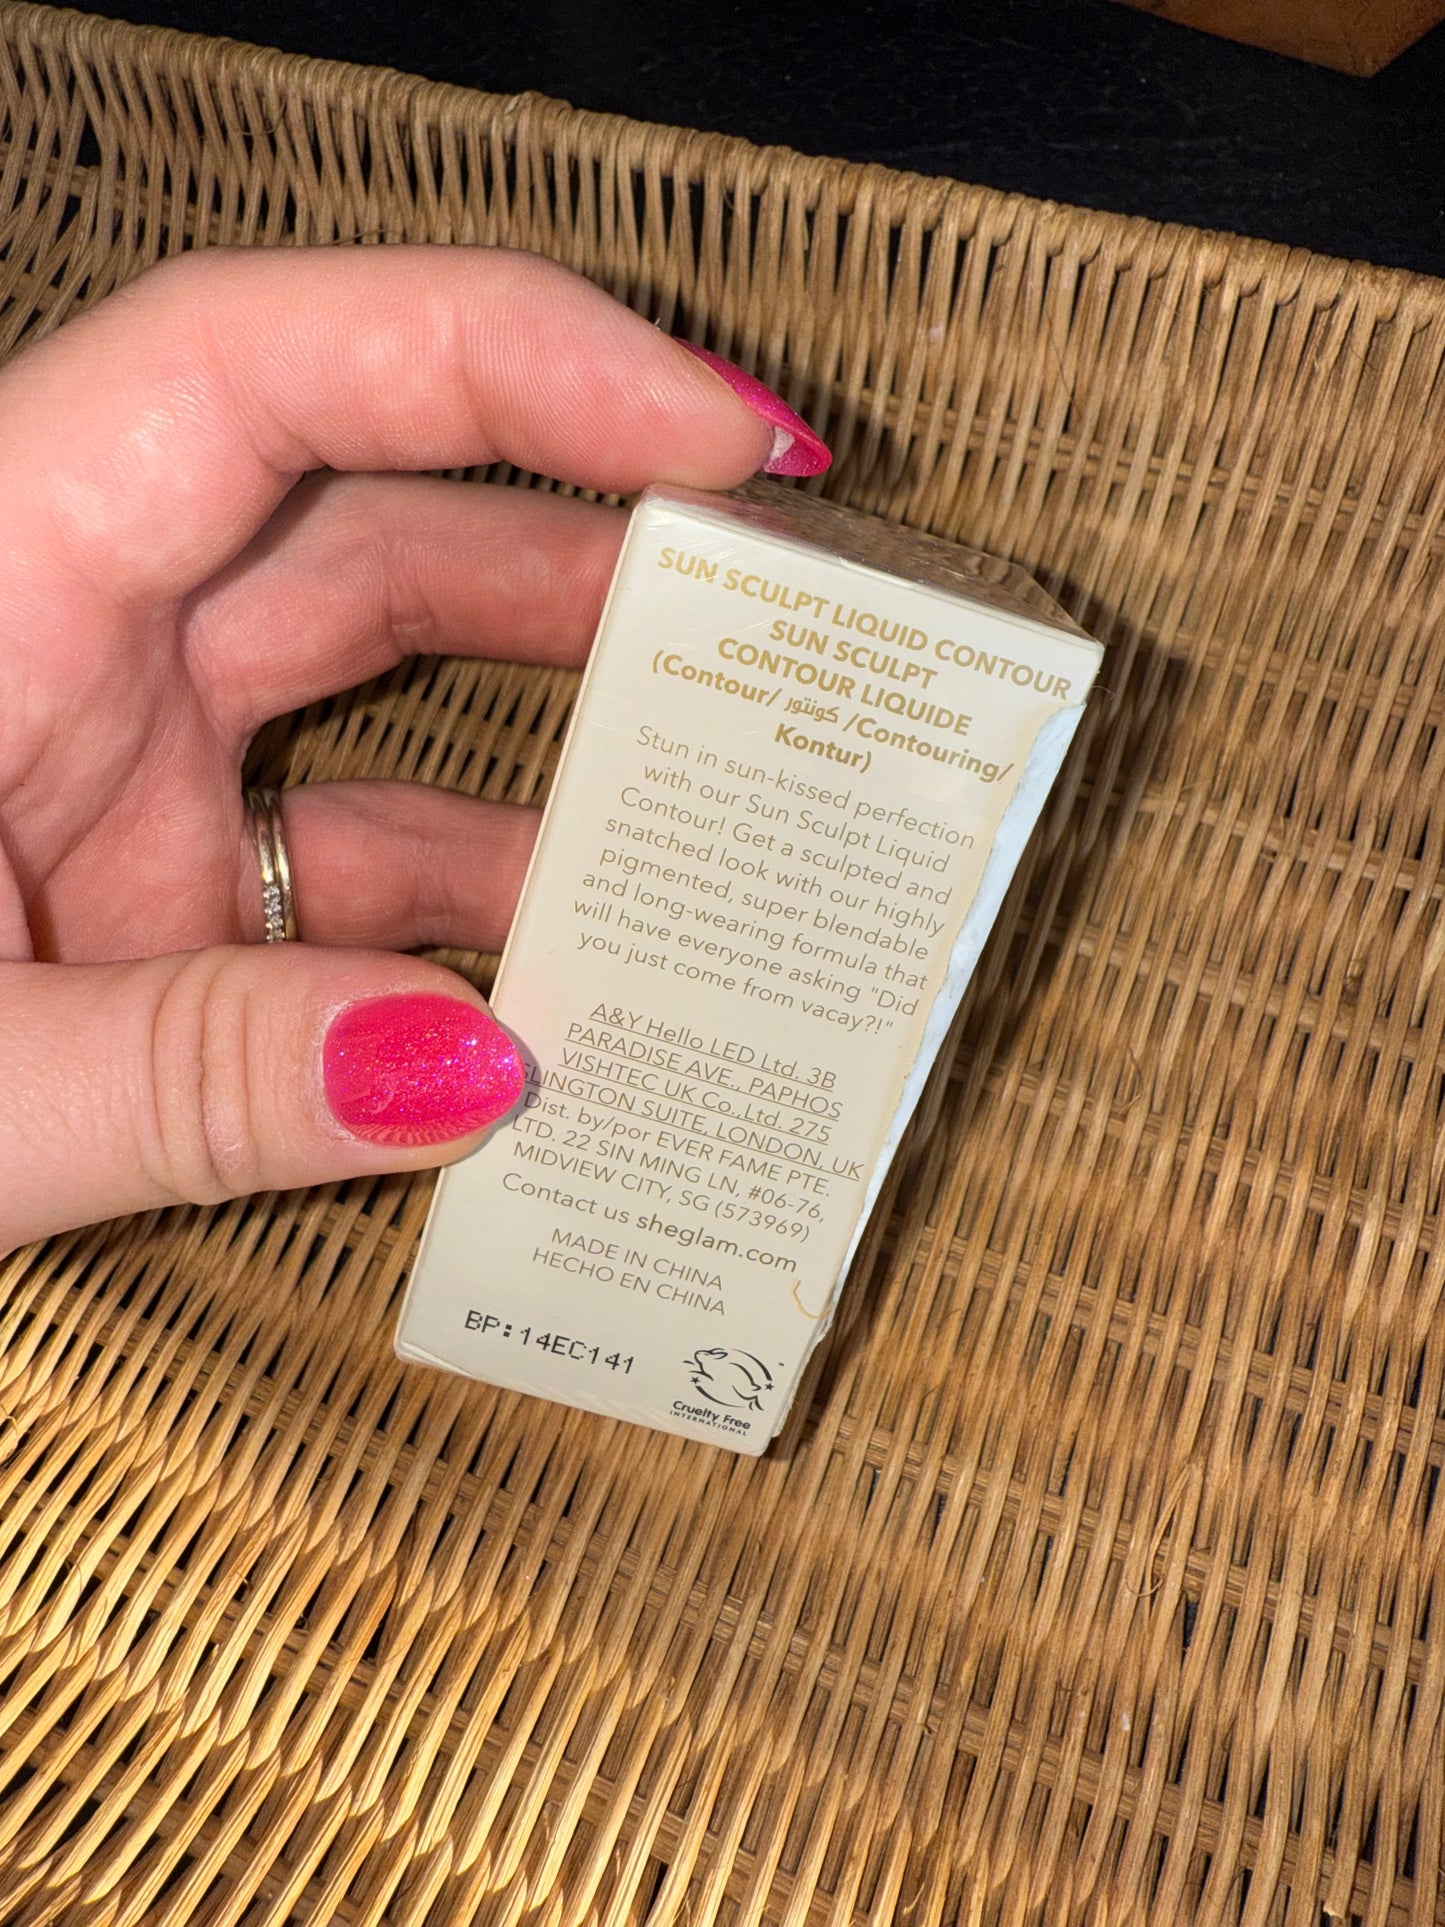 SUN SCULPT LIQUID CONTOUR
SUN SCULPT
CONTOUR LIQUIDE
(Contour/ كونتور /Contouring/
Kontur)
Stun in sun-kissed perfection
with our Sun Sculpt Liquid
Contour! Get a sculpted and
snatched look with our highly
pigmented, super blendable
and long-wearing formula that
will have everyone asking "Did
you just come from vacay?!"
A&Y Hello LED Ltd. 3B
PARADISE AVE., PAPHOS
VISHTEC UK Co.,Ltd. 275
SLINGTON SUITE, LONDON, UK
Dist. by/por EVER FAME PTE.
LTD. 22 SIN MING LN, #06-76,
MIDVIEW CITY, SG (573969)
Contact us sheglam.com
MADE IN CHINA
HECHO EN CHINA
BP:14EC141
Cruelty Free
INTERNATIONAL